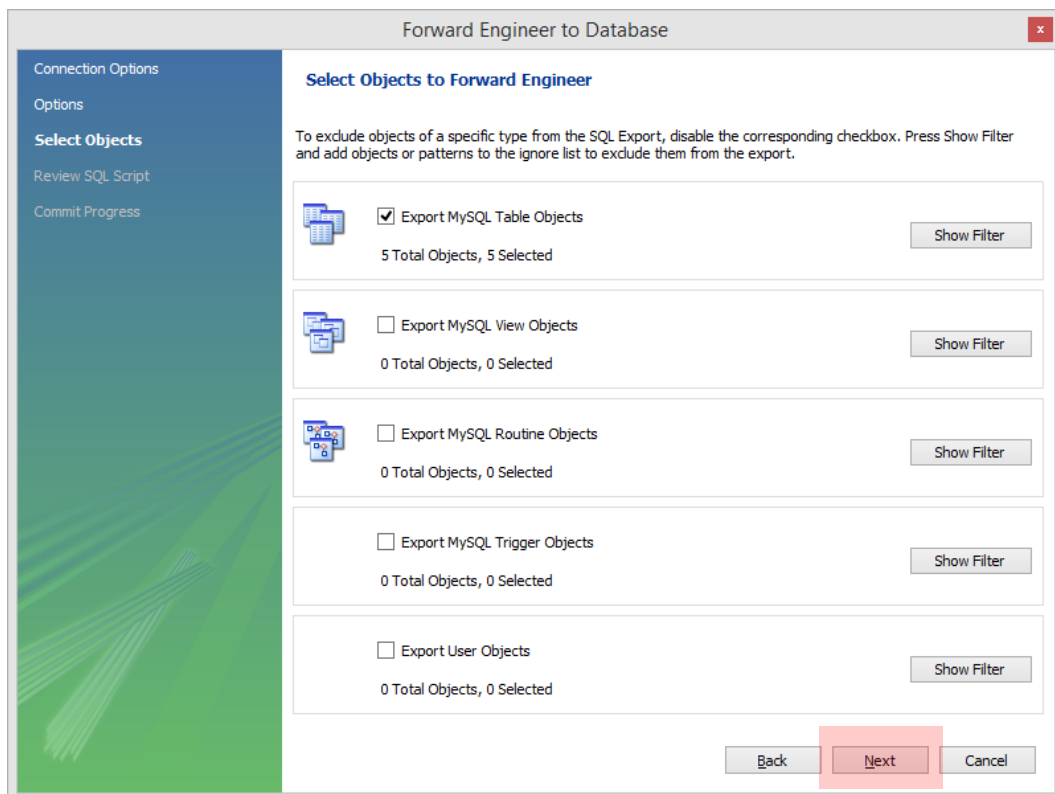 Forward Engineer to Database
x
Connection Options
Options
Select Objects
Review SQL Script
Commit Progress
Select Objects to Forward Engineer
To exclude objects of a specific type from the SQL Export, disable the corresponding checkbox. Press Show Filter
and add objects or patterns to the ignore list to exclude them from the export.
Export MySQL Table Objects
5 Total Objects, 5 Selected
Show Filter
Export MySQL View Objects
0 Total Objects, 0 Selected
Show Filter
Export MySQL Routine Objects
0 Total Objects, 0 Selected
Show Filter
Export MySQL Trigger Objects
0 Total Objects, 0 Selected
Show Filter
Export User Objects
0 Total Objects, 0 Selected
Show Filter
Back
Next
Cancel